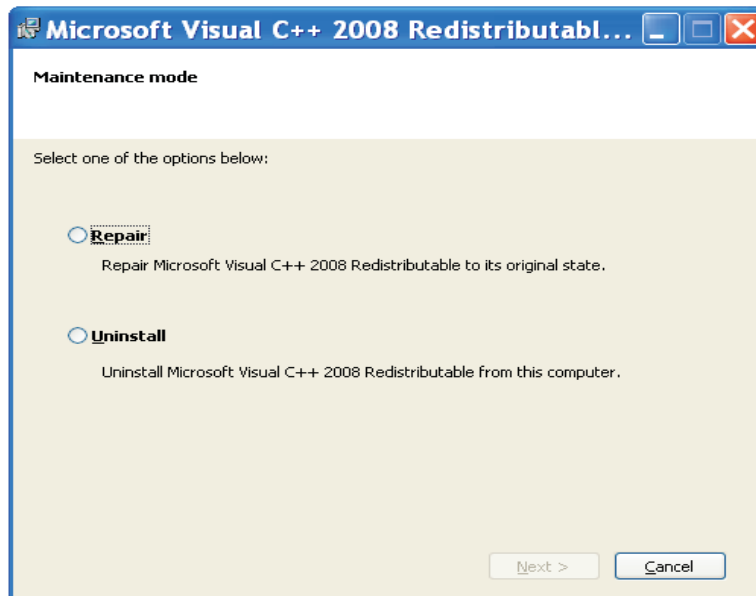 Microsoft Visual C++ 2008 Redistributabl...
Maintenance mode
Select one of the options below:
Repair
Repair Microsoft Visual C++ 2008 Redistributable to its original state.
Uninstall
Uninstall Microsoft Visual C++ 2008 Redistributable from this computer.
Next >
Cancel